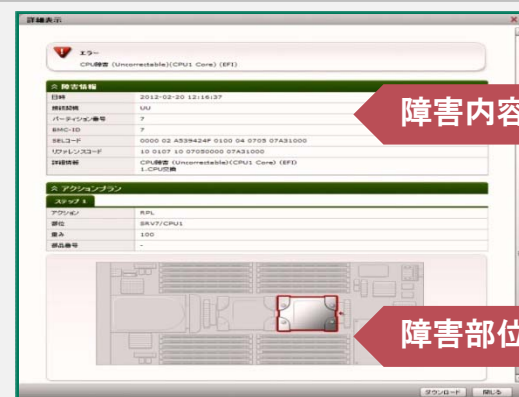 詳細表示
エラー
CPU障害 (Uncorrectable)(CPU1 Core) (EFI)
障害情報
日時 2012-02-20 12:16:37
UU
パーティション番号 7
BMC-ID 7
SELコード 0000 02 A539424F 0100 04 0705 07A31000
リファレンスコード 10 0107 10 07050000 07A31000
詳細情報 CPU障害 (Uncorrectable)(CPU1 Core) (EFI)
1.CPU交換
アクションプラン
ステップ 1
アクション RPL
部位 SRV7/CPU1
重み 100
部品番号 -
障害内容
障害部位
ダウンロード 閉じる